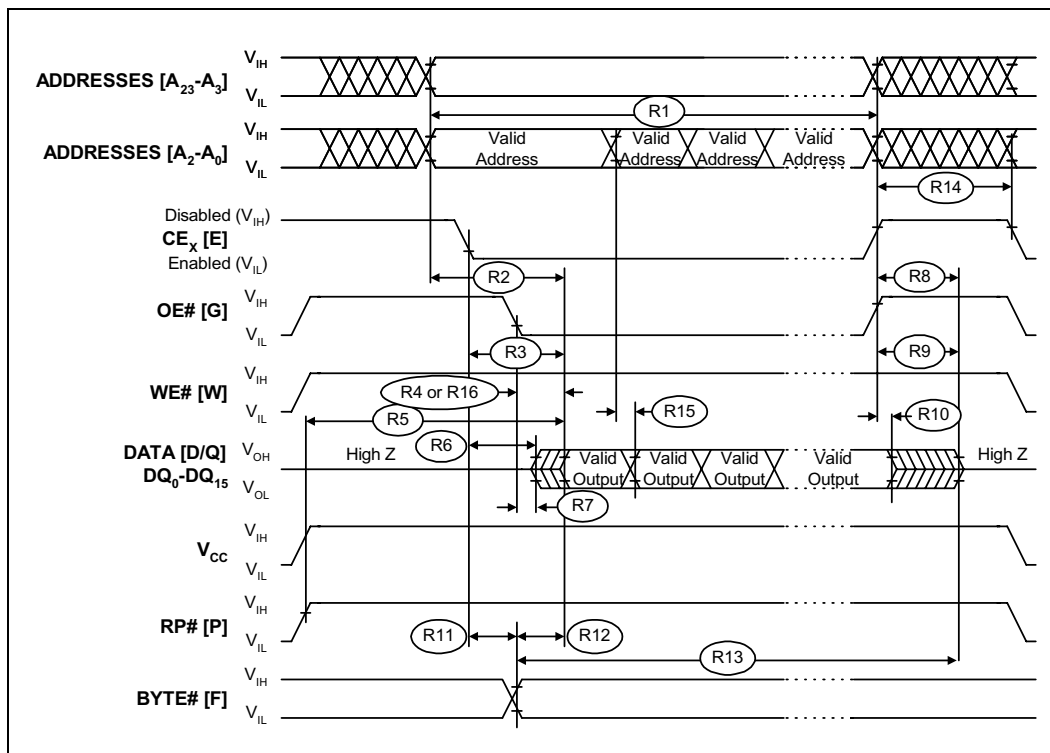 V_IH
ADDRESSES [A_23-A_3]
V_IL
R1
V_IH
Valid Address
Valid Address
Valid Address
Valid Address
ADDRESSES [A_2-A_0]
V_IL
R14
Disabled (V_IH)
CE_X [E]
Enabled (V_IL)
R2
R8
V_IH
OE# [G]
V_IL
R3
R9
V_IH
WE# [W]
R4 or R16
V_IL
R5
R15
R10
R6
DATA [D/Q]
DQ_0-DQ_15
V_OH
High Z
Valid Output
Valid Output
Valid Output
Valid Output
High Z
V_OL
R7
V_IH
V_CC
V_IL
V_IH
RP# [P]
V_IL
R11
R12
R13
V_IH
BYTE# [F]
V_IL